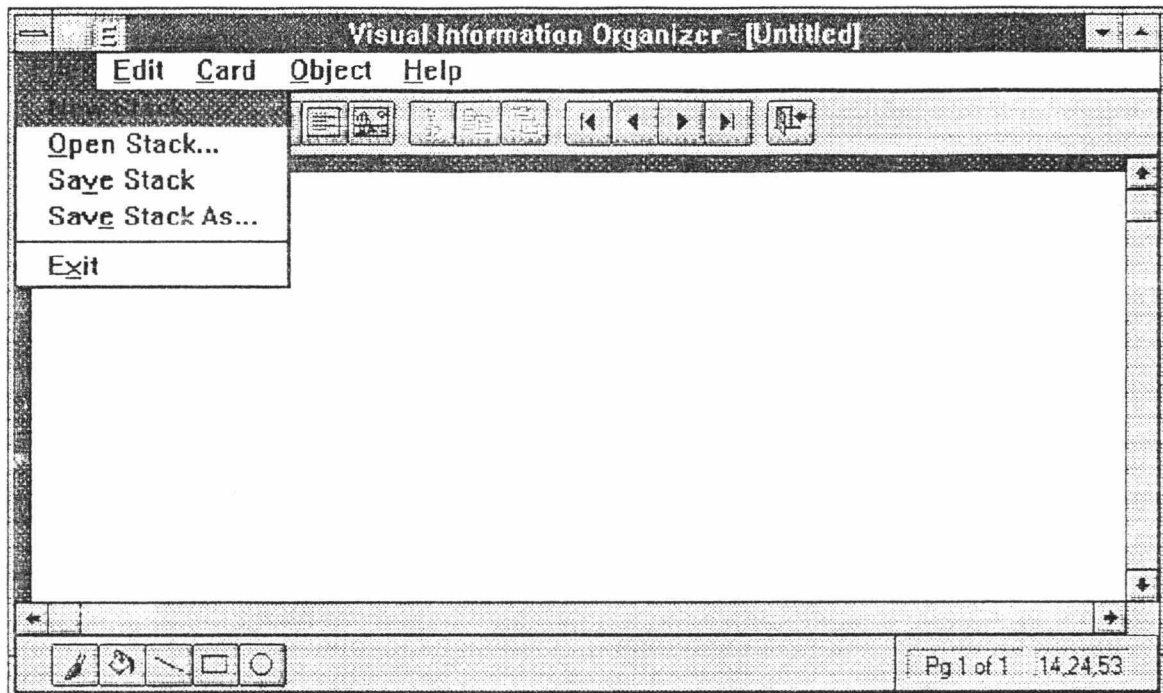 Visual Information Organizer - [Untitled]
Edit Card Object Help
New Stack
Open Stack...
Save Stack
Save Stack As...
Exit
Pg 1 of 1 14,24,53